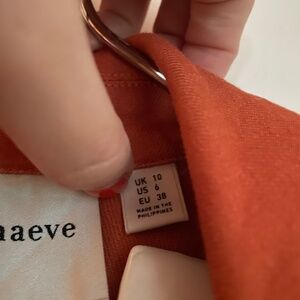 UK 10
US 6
EU 38
MADE IN THE
PHILIPPINES
maeve